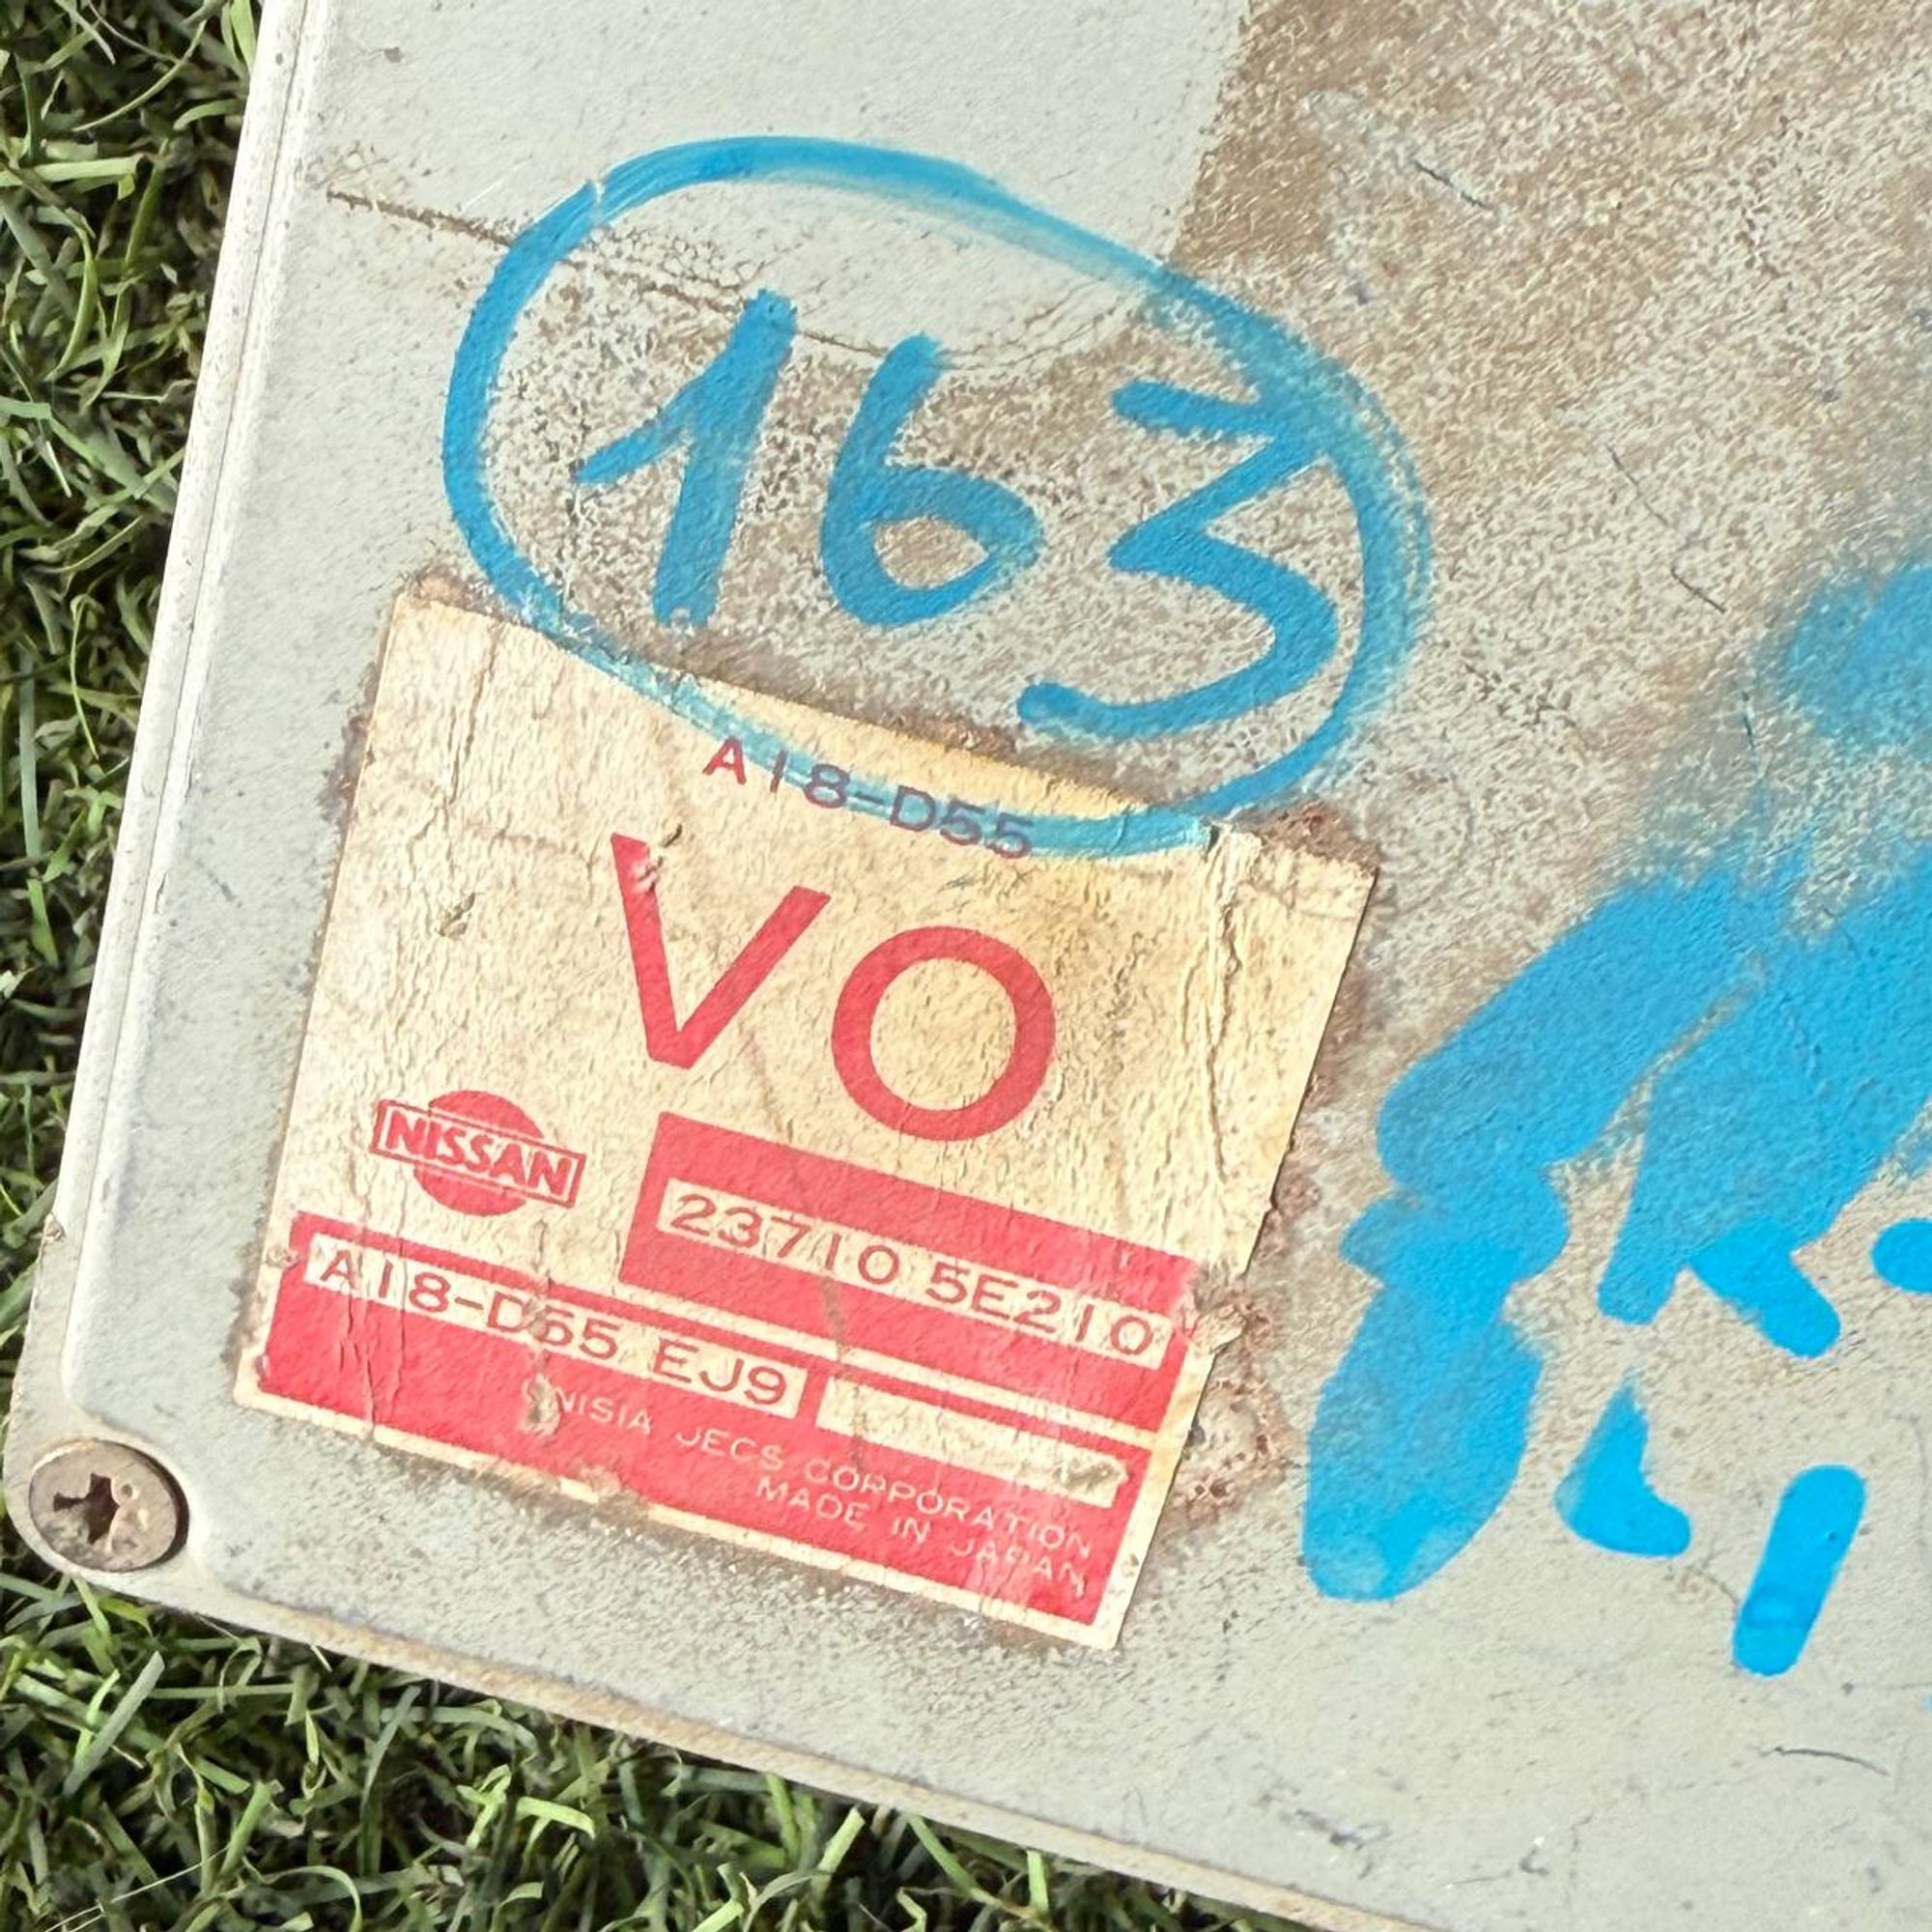 163
A18-D55
VO
NISSAN
23710 5E210
A18-D55 EJ9
UNISIA JECS CORPORATION
MADE IN JAPAN